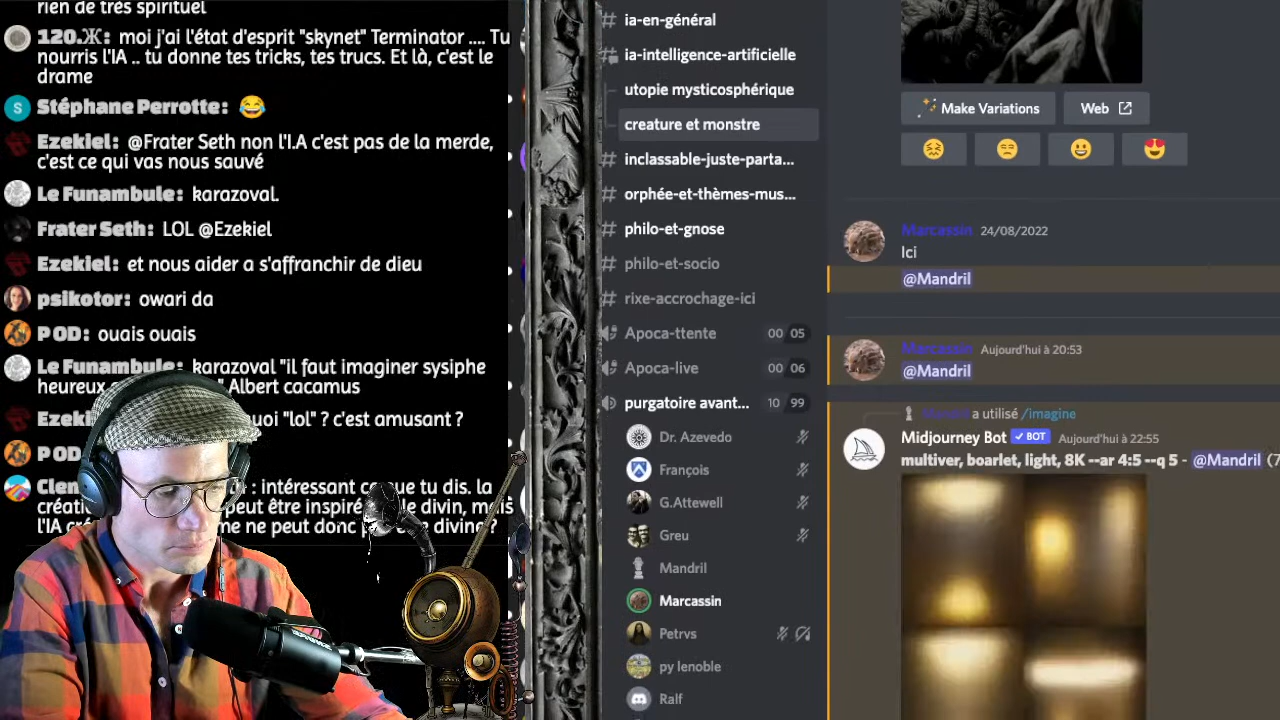 rien de très spirituel
120.Ж: moi j'ai l'état d'esprit "skynet" Terminator .... Tu
nourris l'IA .. tu donne tes tricks, tes trucs. Et là, c'est le
drame
S Stéphane Perrotte: 😂
Ezekiel: @Frater Seth non l'I.A c'est pas de la merde,
c'est ce qui vas nous sauvé
Le Funambule: karazoval.
Frater Seth: LOL @Ezekiel
Ezekiel: et nous aider a s'affranchir de dieu
psikotor: owari da
POD: ouais ouais
Le Funambule: karazoval "il faut imaginer sysiphe
heureux " Albert cacamus
Ezeki uoi "lol" ? c'est amusant ?
POD
Clem : intéressant ce que tu dis. la
créati peut être inspiré le divin, mais
l'IA cré me ne peut donc divine ?
# ia-en-général
# ia-intelligence-artificielle
utopie mysticosphérique
creature et monstre
# inclassable-juste-parta...
# orphée-et-thèmes-mus...
# philo-et-gnose
# philo-et-socio
# rixe-accrochage-ici
Apoca-ttente 00 05
Apoca-live 00 06
purgatoire avant... 10 99
Dr. Azevedo
François
G.Attewell
Greu
Mandril
Marcassin
Petrvs
py lenoble
Ralf
Make Variations
Web
Marcassin 24/08/2022
Ici
@Mandril
Marcassin Aujourd'hui à 20:53
@Mandril
Mandril a utilisé /imagine
Midjourney Bot ✓ BOT Aujourd'hui à 22:55
multiver, boarlet, light, 8K --ar 4:5 --q 5 - @Mandril (7